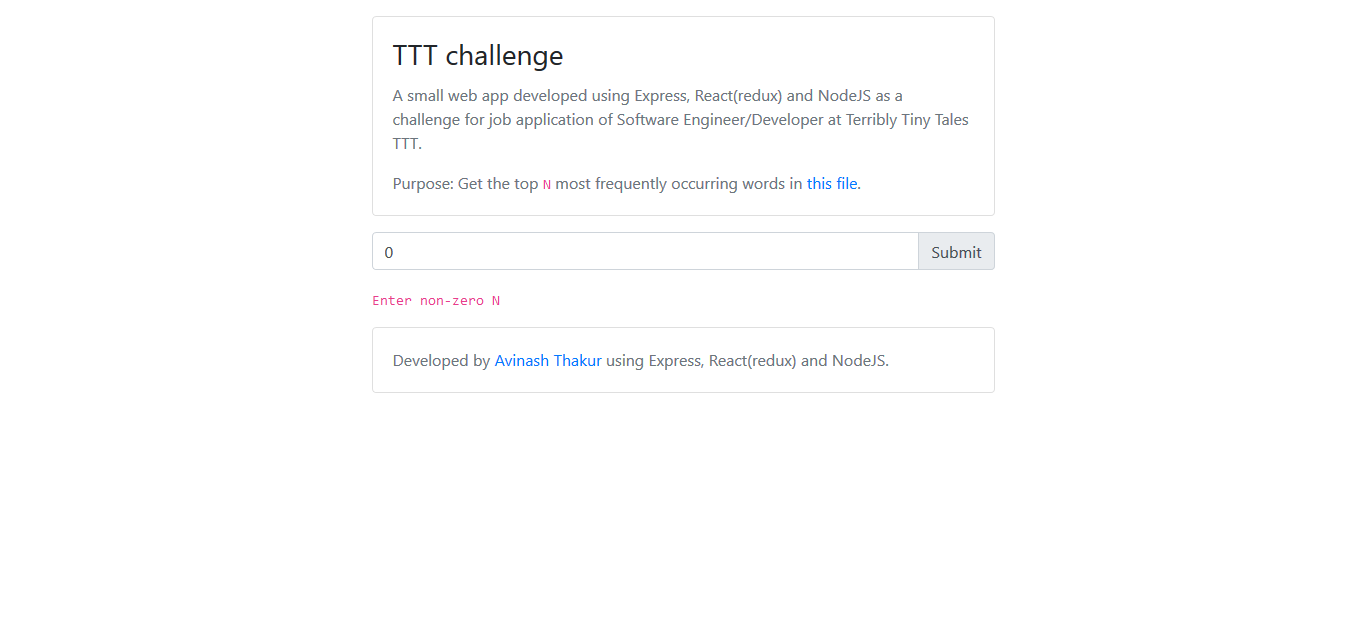 TTT challenge
A small web app developed using Express, React(redux) and NodeJS as a
challenge for job application of Software Engineer/Developer at Terribly Tiny Tales
TTT.
Purpose: Get the top N most frequently occurring words in this file.
0
Submit
Enter non-zero N
Developed by Avinash Thakur using Express, React(redux) and NodeJS.